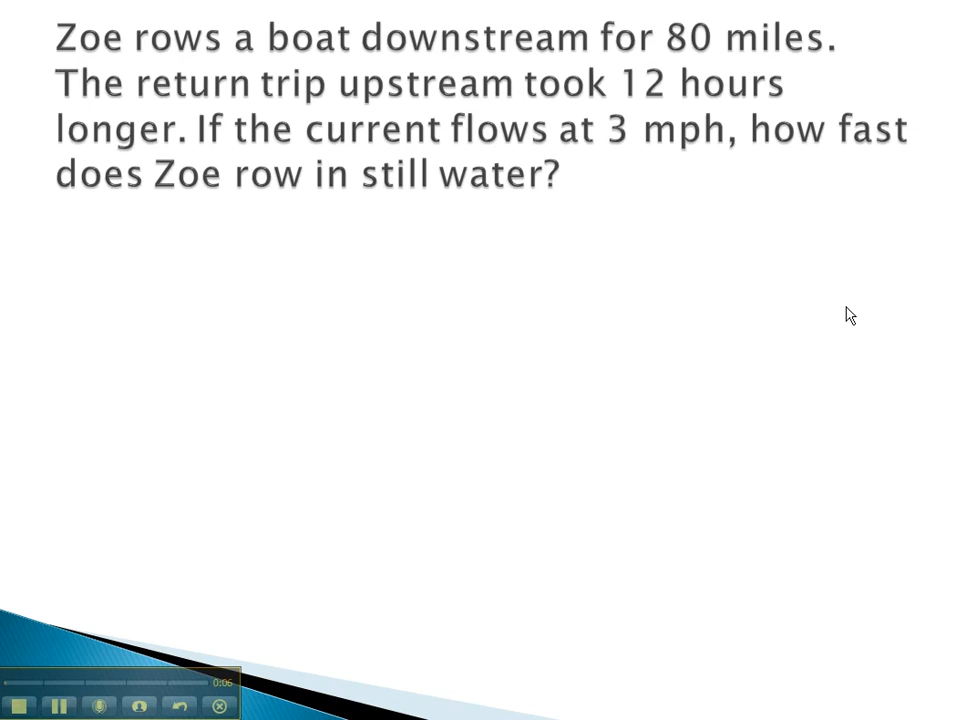 Zoe rows a boat downstream for 80 miles.
The return trip upstream took 12 hours
longer. If the current flows at 3 mph, how fast
does Zoe row in still water?
0:06